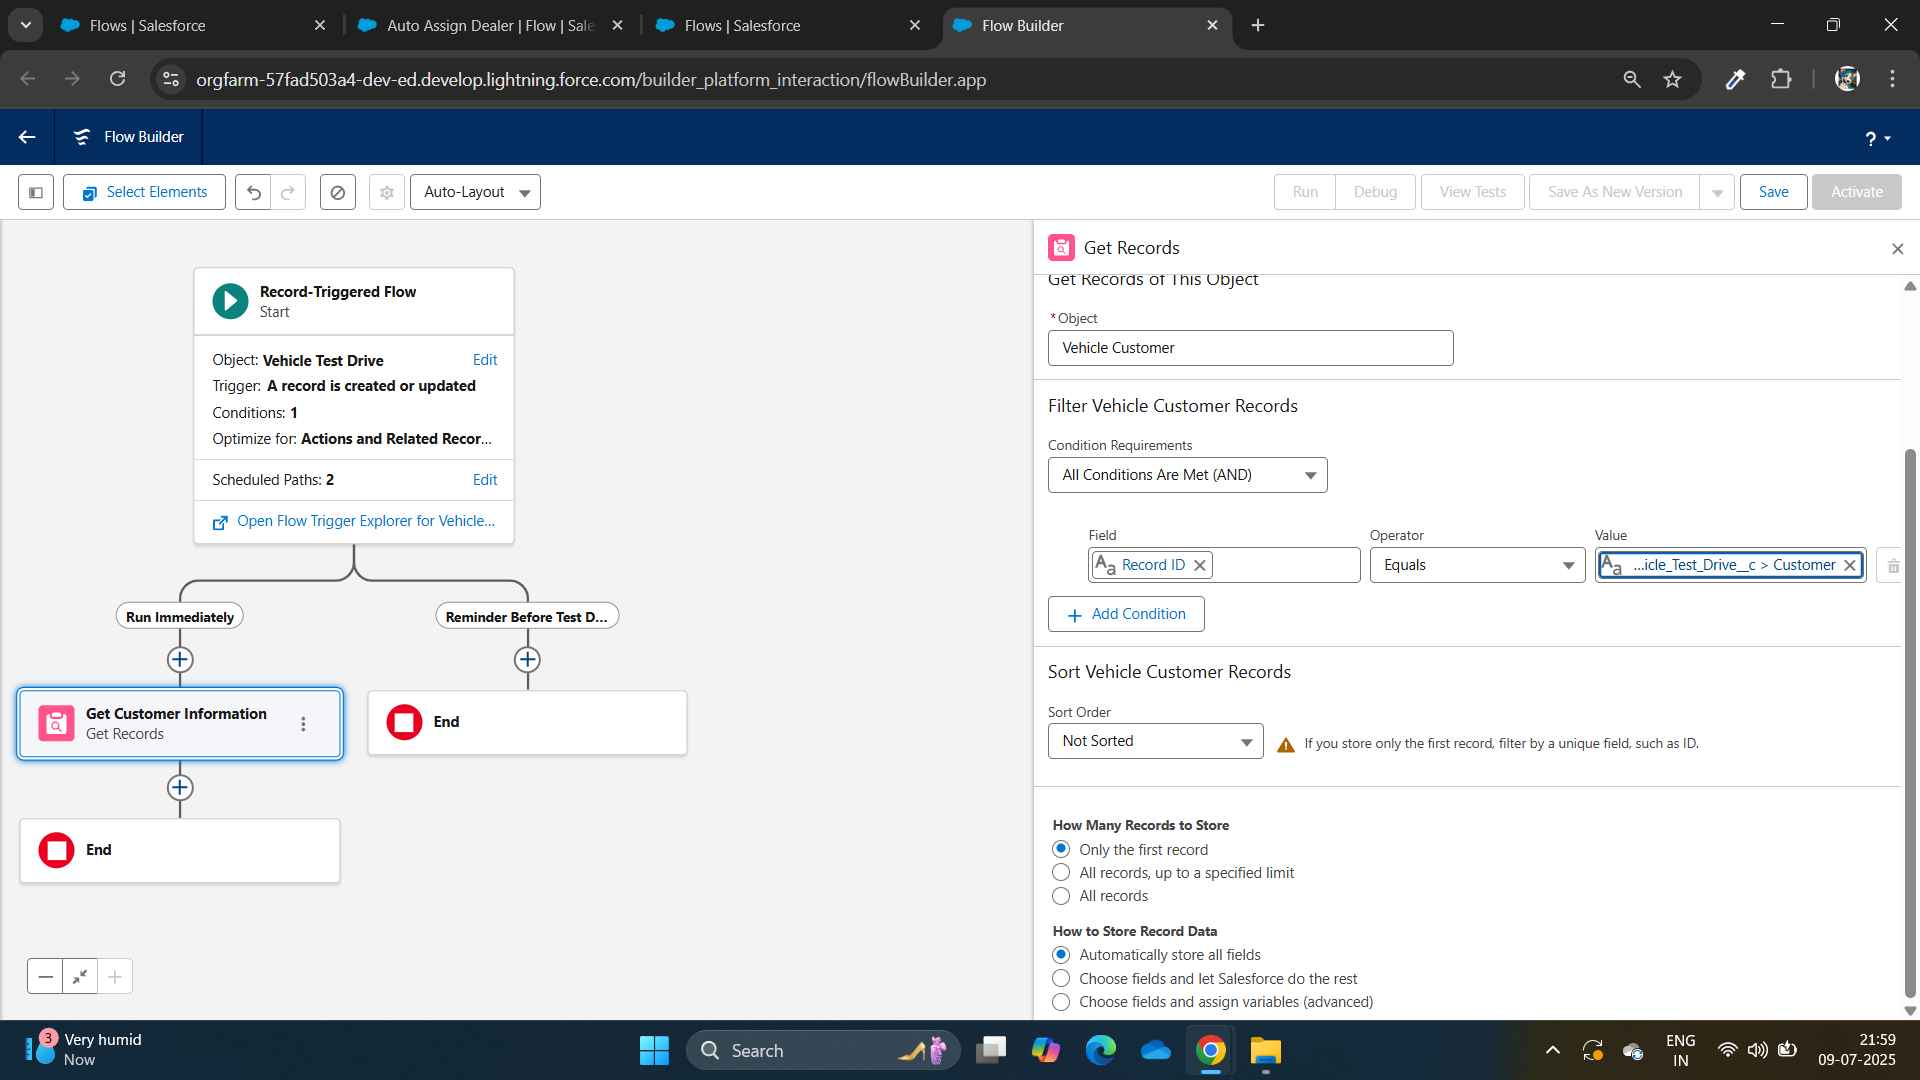 Flows | Salesforce
Auto Assign Dealer | Flow | Sale
Flows | Salesforce
Flow Builder
orgfarm-57fad503a4-dev-ed.develop.lightning.force.com/builder_platform_interaction/flowBuilder.app
Flow Builder
?
Select Elements
Auto-Layout
Run
Debug
View Tests
Save As New Version
Save
Activate
Record-Triggered Flow
Start
Object: Vehicle Test Drive
Edit
Trigger: A record is created or updated
Conditions: 1
Optimize for: Actions and Related Recor...
Scheduled Paths: 2
Edit
Open Flow Trigger Explorer for Vehicle...
Run Immediately
Reminder Before Test D...
Get Customer Information
Get Records
End
End
Get Records
Get Records of This Object
*Object
Vehicle Customer
Filter Vehicle Customer Records
Condition Requirements
All Conditions Are Met (AND)
Field
Operator
Value
Aa Record ID
Equals
Aa ...icle_Test_Drive__c > Customer
Add Condition
Sort Vehicle Customer Records
Sort Order
Not Sorted
If you store only the first record, filter by a unique field, such as ID.
How Many Records to Store
Only the first record
All records, up to a specified limit
All records
How to Store Record Data
Automatically store all fields
Choose fields and let Salesforce do the rest
Choose fields and assign variables (advanced)
3
Very humid
Now
Search
ENG
IN
21:59
09-07-2025